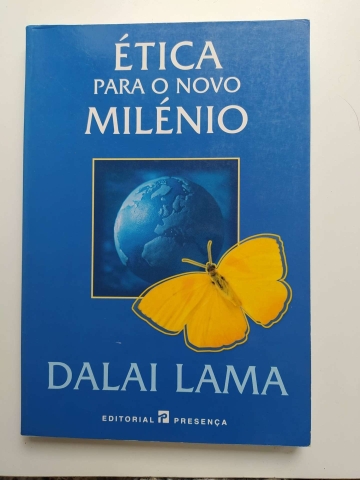 ÉTICA
PARA O NOVO
MILÉNIO
DALAI LAMA
EDITORIAL P PRESENÇA